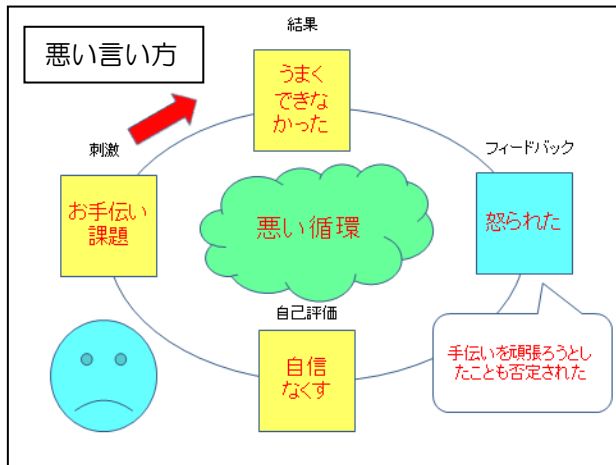 悪い言い方
結果
うまく
できな
かった
刺激
お手伝い
課題
フィードバック
怒られた
悪い循環
自己評価
自信
なくす
手伝いを頑張ろうとし
たことも否定された